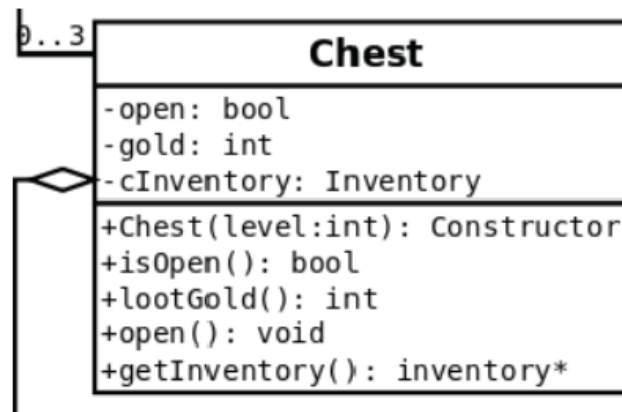 0..3
Chest
-open: bool
-gold: int
-cInventory: Inventory
+Chest(level:int): Constructor
+isOpen(): bool
+lootGold(): int
+open(): void
+getInventory(): inventory*